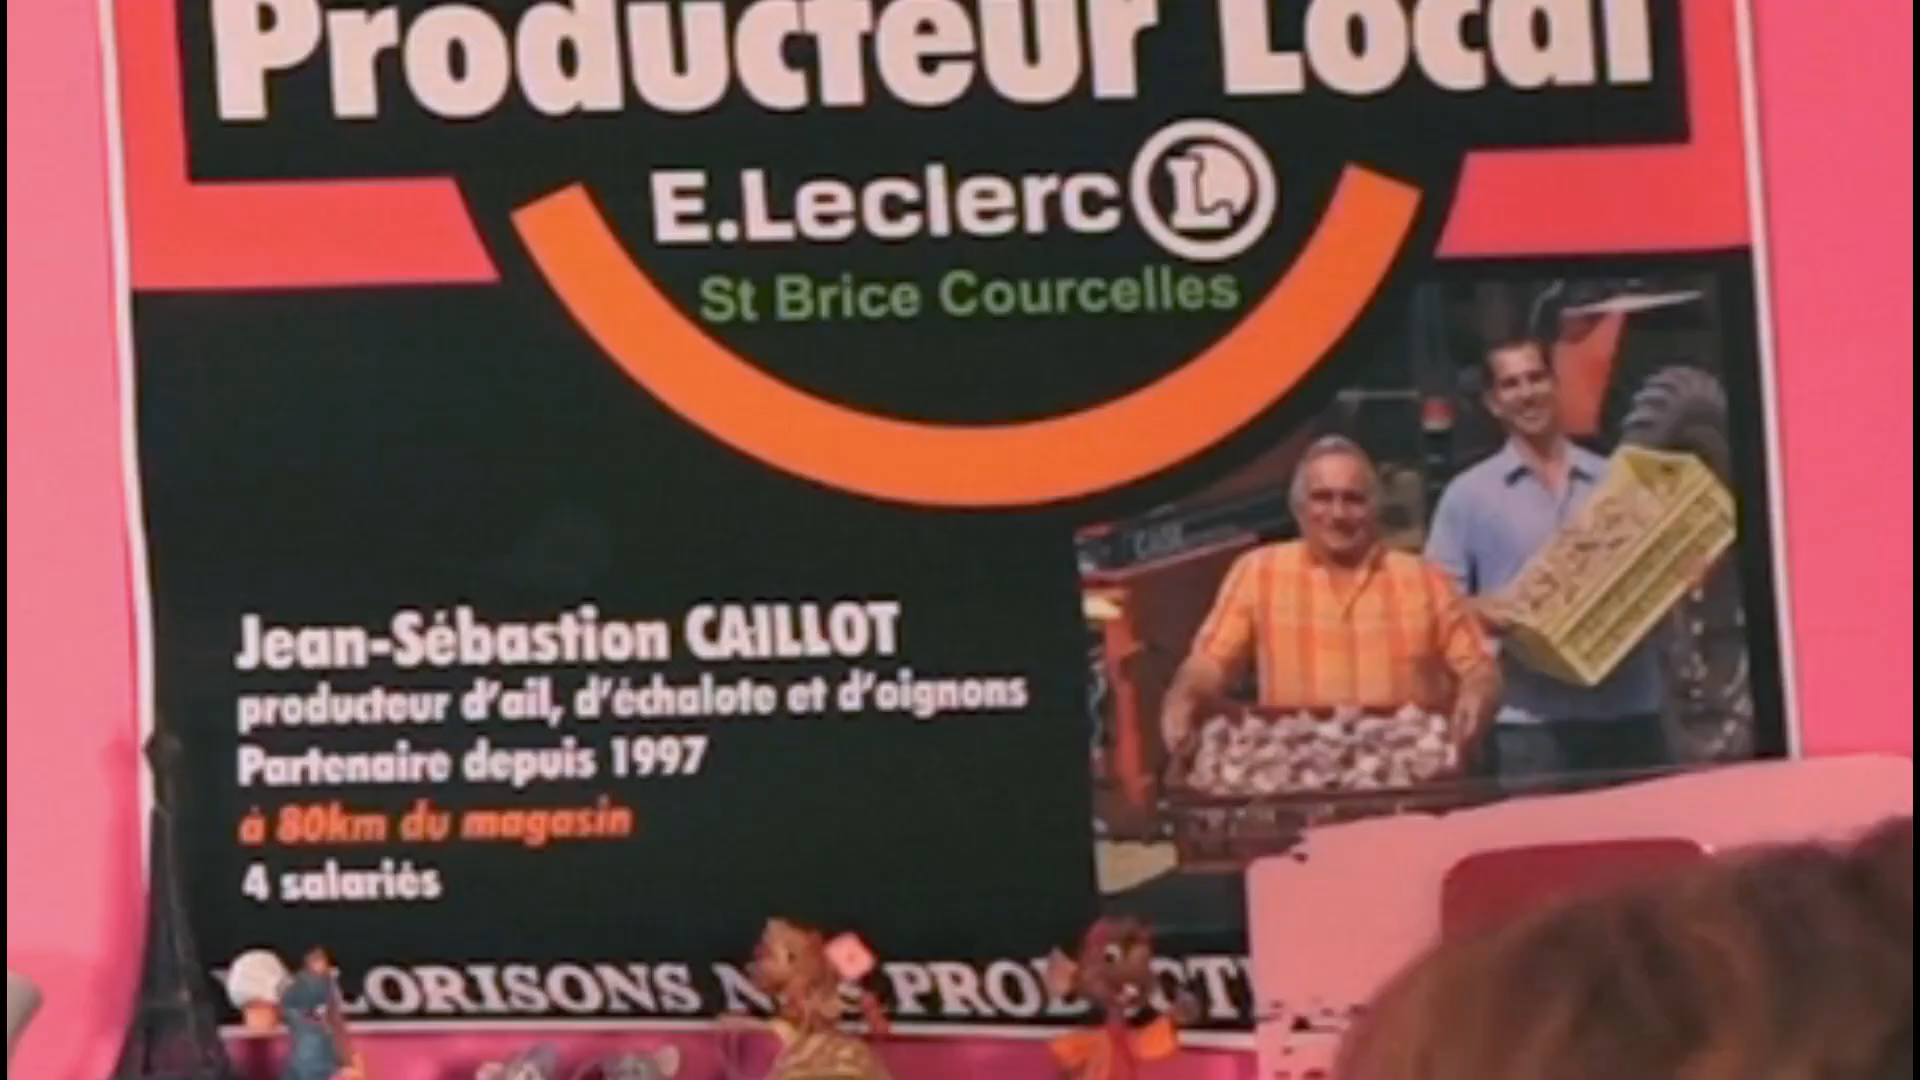 Producteur Local
E.Leclerc L
St Brice Courcelles
Jean-Sébastion CAILLOT
producteur d'ail, d'échalote et d'oignons
Partenaire depuis 1997
à 80km du magasin
4 salariés
CASE